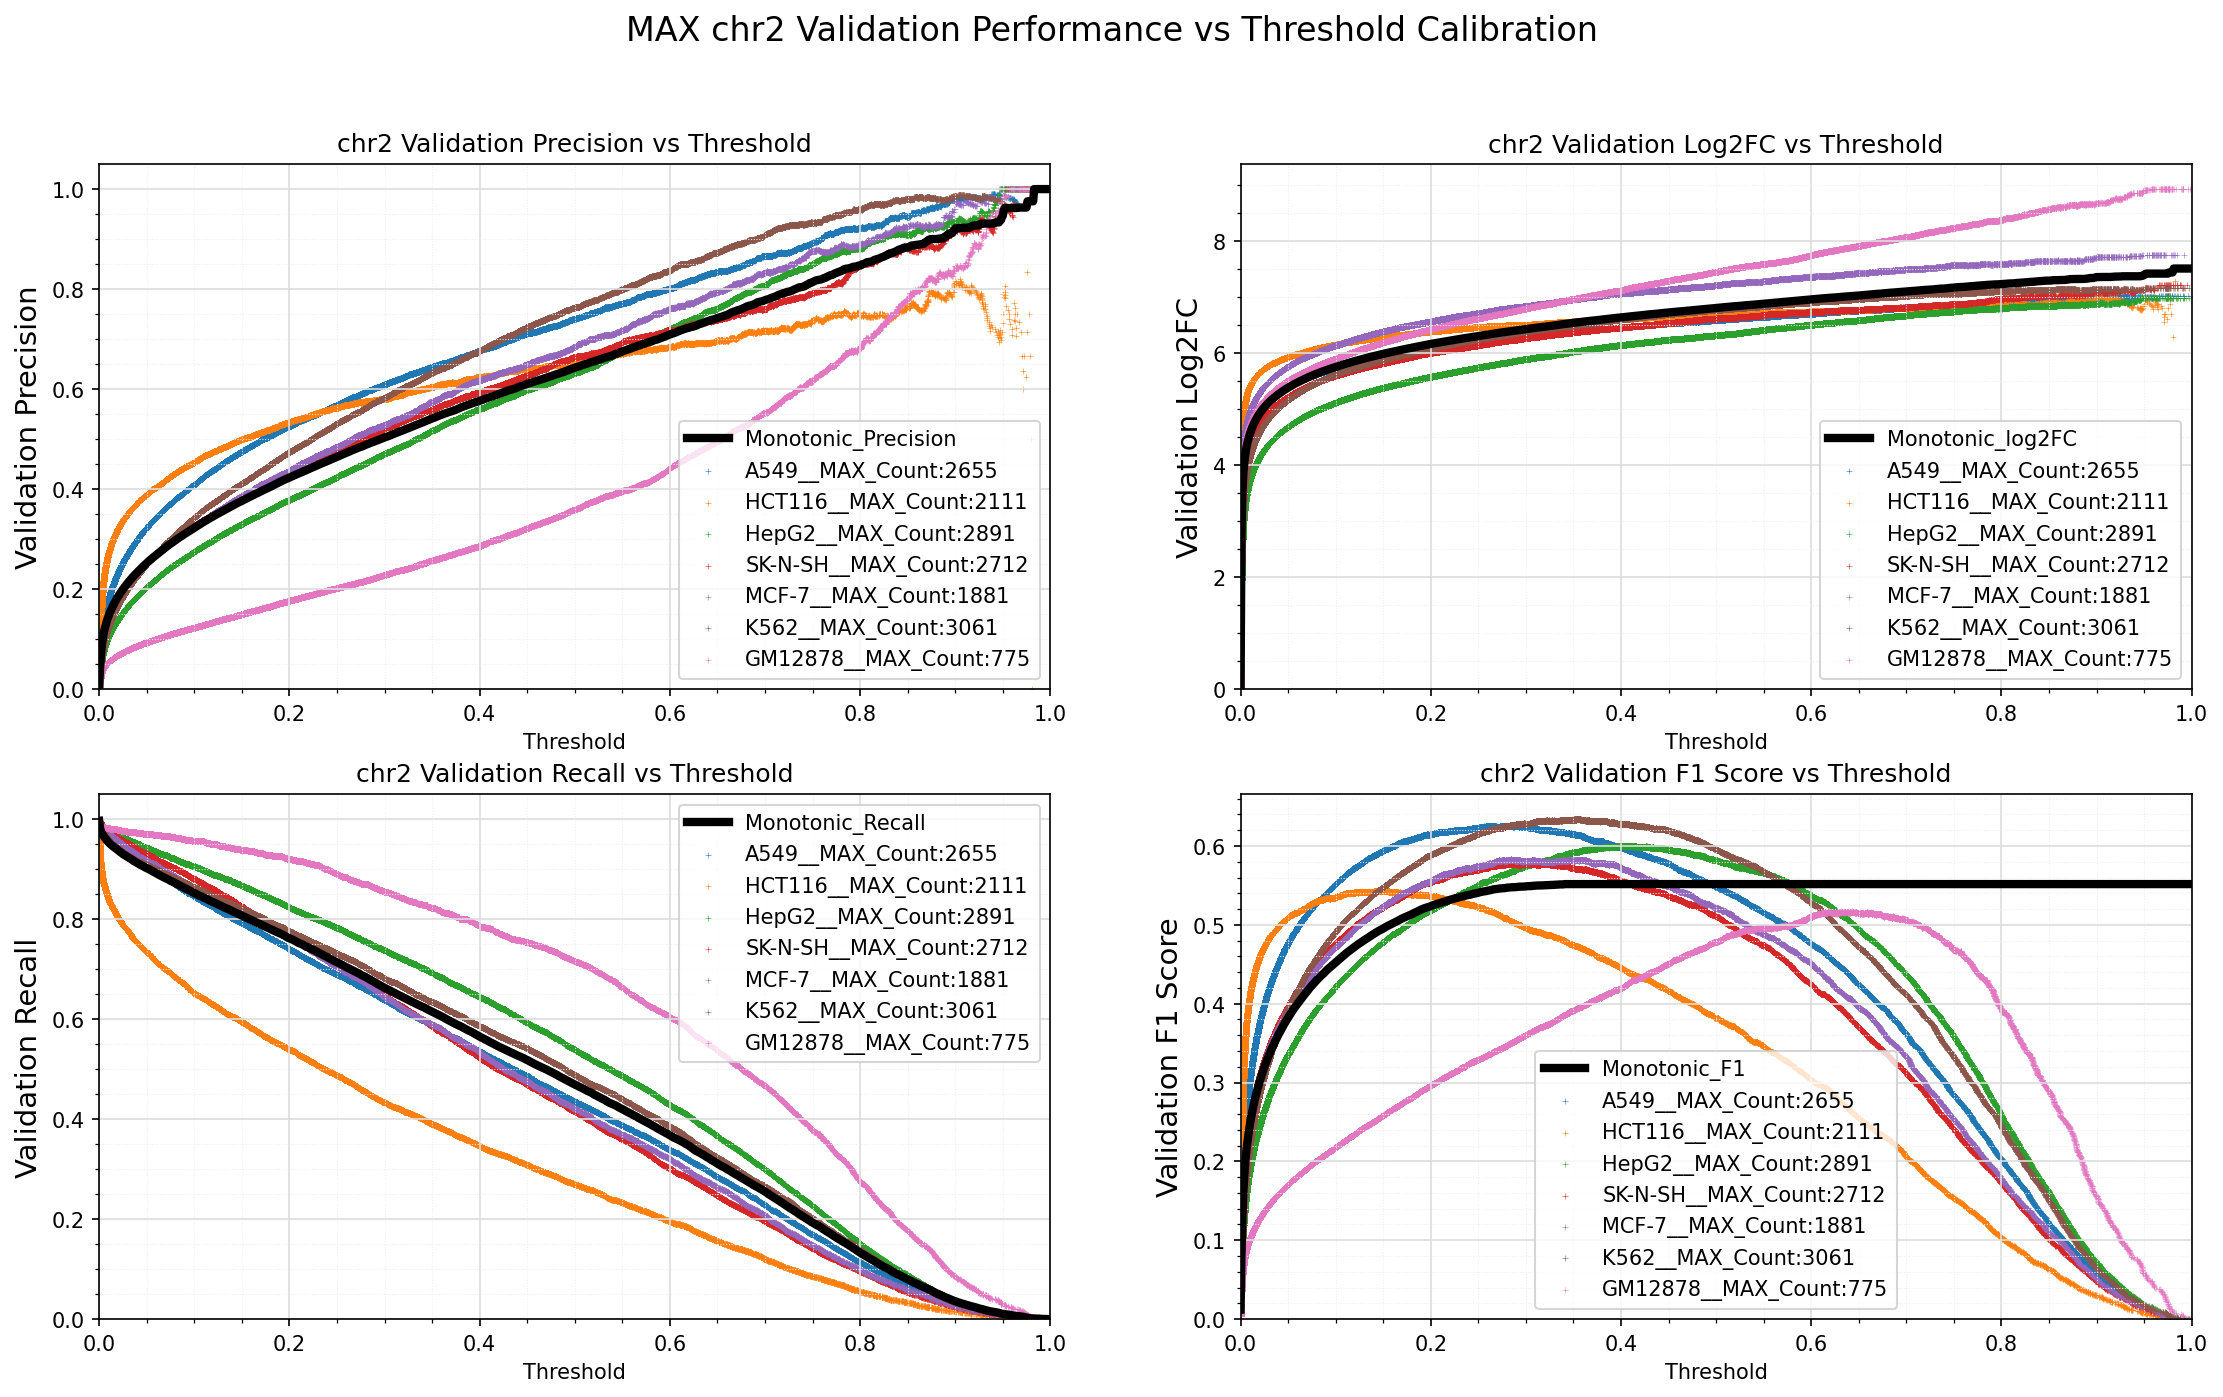 MAX chr2 Validation Performance vs Threshold Calibration
chr2 Validation Precision vs Threshold
Validation Precision
1.0
0.8
0.6
0.4
0.2
0.0
0.0 0.2 0.4 0.6 0.8 1.0
Threshold
Monotonic_Precision
A549__MAX_Count:2655
HCT116__MAX_Count:2111
HepG2__MAX_Count:2891
SK-N-SH__MAX_Count:2712
MCF-7__MAX_Count:1881
K562__MAX_Count:3061
GM12878__MAX_Count:775
chr2 Validation Log2FC vs Threshold
Validation Log2FC
8
6
4
2
0
0.0 0.2 0.4 0.6 0.8 1.0
Threshold
Monotonic_log2FC
A549__MAX_Count:2655
HCT116__MAX_Count:2111
HepG2__MAX_Count:2891
SK-N-SH__MAX_Count:2712
MCF-7__MAX_Count:1881
K562__MAX_Count:3061
GM12878__MAX_Count:775
chr2 Validation Recall vs Threshold
Validation Recall
1.0
0.8
0.6
0.4
0.2
0.0
0.0 0.2 0.4 0.6 0.8 1.0
Threshold
Monotonic_Recall
A549__MAX_Count:2655
HCT116__MAX_Count:2111
HepG2__MAX_Count:2891
SK-N-SH__MAX_Count:2712
MCF-7__MAX_Count:1881
K562__MAX_Count:3061
GM12878__MAX_Count:775
chr2 Validation F1 Score vs Threshold
Validation F1 Score
0.6
0.5
0.4
0.3
0.2
0.1
0.0
0.0 0.2 0.4 0.6 0.8 1.0
Threshold
Monotonic_F1
A549__MAX_Count:2655
HCT116__MAX_Count:2111
HepG2__MAX_Count:2891
SK-N-SH__MAX_Count:2712
MCF-7__MAX_Count:1881
K562__MAX_Count:3061
GM12878__MAX_Count:775